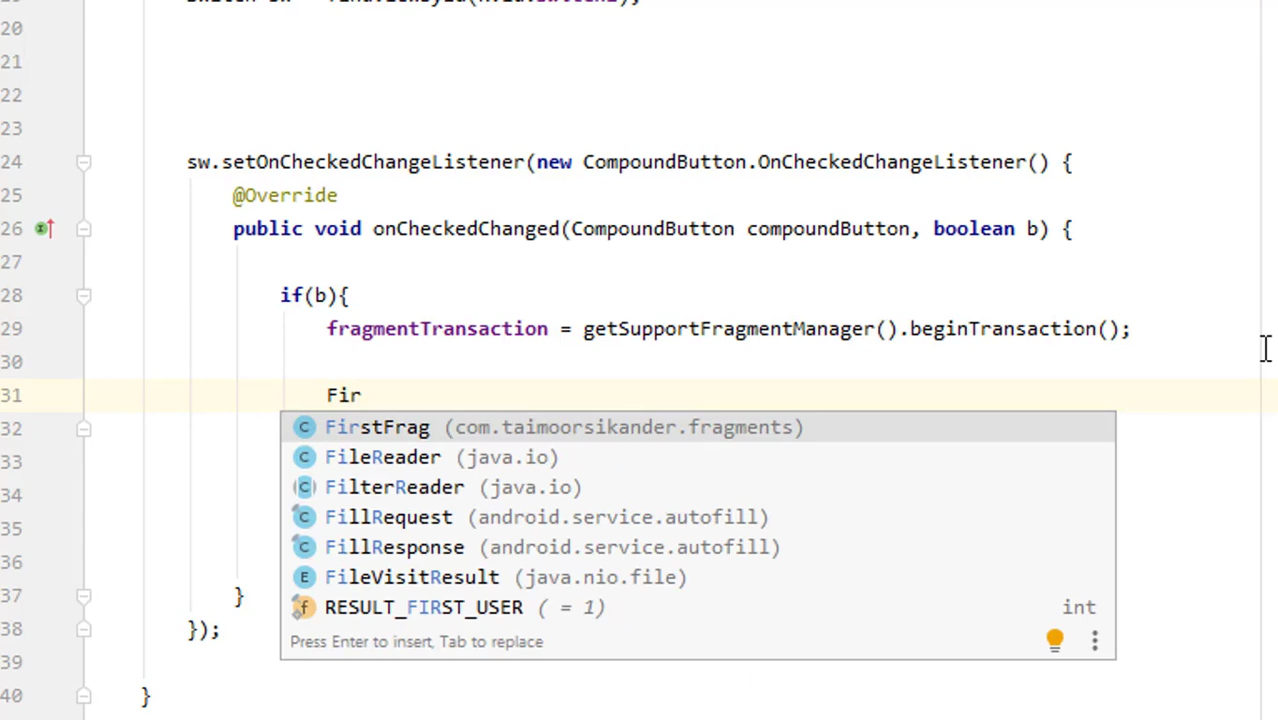 20
21
22
23
24 sw.setOnCheckedChangeListener(new CompoundButton.OnCheckedChangeListener() {
25 @Override
26 public void onCheckedChanged(CompoundButton compoundButton, boolean b) {
27
28 if(b){
29 fragmentTransaction = getSupportFragmentManager().beginTransaction();
30
31 Fir
32 FirstFrag (com.taimoorsikander.fragments)
33 FileReader (java.io)
34 FilterReader (java.io)
FillRequest (android.service.autofill)
35
36 FillResponse (android.service.autofill)
FileVisitResult (java.nio.file)
37 }
RESULT_FIRST_USER ( = 1) int
38 });
Press Enter to insert, Tab to replace
39
40 }